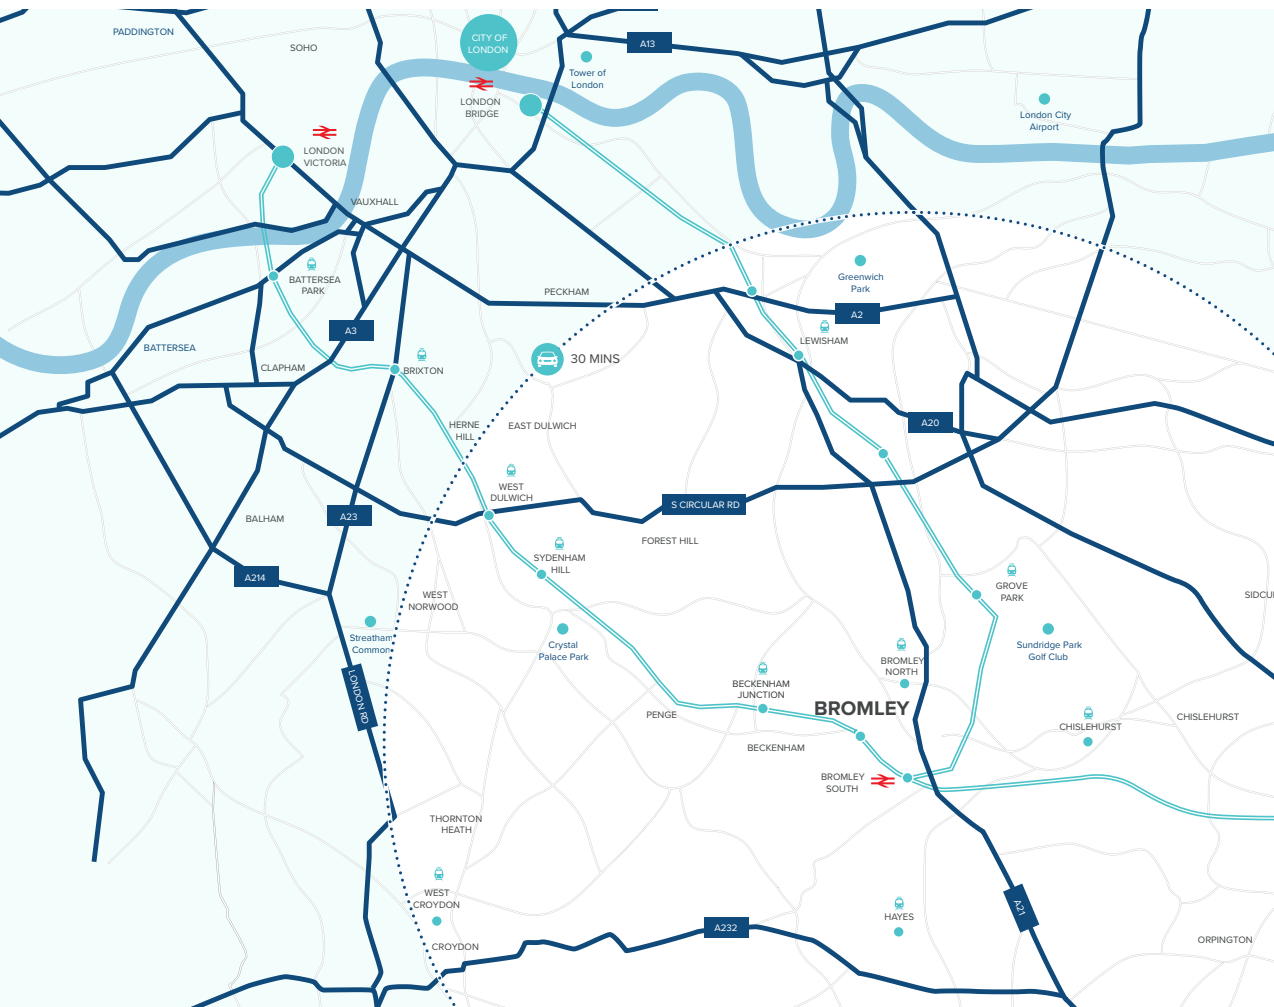 PADDINGTON
SOHO
CITY OF
LONDON
A13
Tower of
London
LONDON
BRIDGE
London City
Airport
LONDON
VICTORIA
VAUXHALL
BATTERSEA
PARK
PECKHAM
Greenwich
Park
A2
A3
LEWISHAM
BATTERSEA
CLAPHAM
BRIXTON
30 MINS
HERNE
HILL
EAST DULWICH
A20
WEST
DULWICH
S CIRCULAR RD
BALHAM
A23
FOREST HILL
SYDENHAM
HILL
A214
GROVE
PARK
WEST
NORWOOD
SIDCU
Streatham
Common
Crystal
Palace Park
Sundridge Park
Golf Club
BROMLEY
NORTH
BECKENHAM
JUNCTION
LONDON RD
PENGE
BROMLEY
CHISLEHURST
CHISLEHURST
BECKENHAM
BROMLEY
SOUTH
THORNTON
HEATH
WEST
CROYDON
HAYES
A21
A232
CROYDON
ORPINGTON